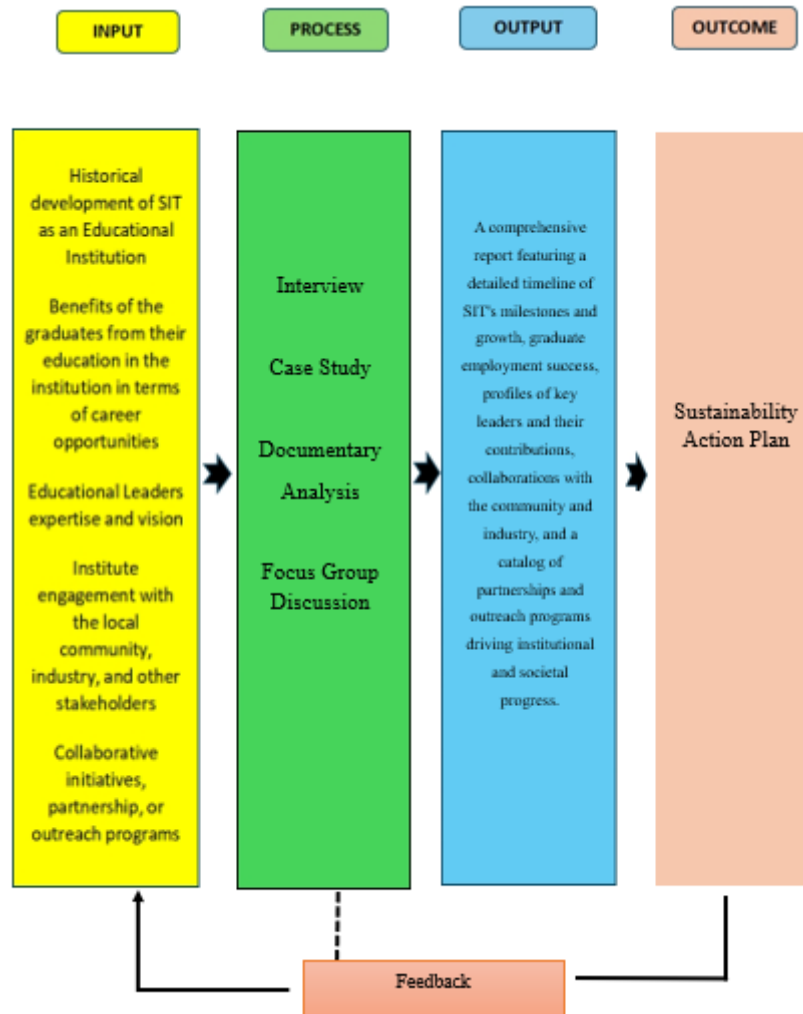 INPUT
PROCESS
OUTPUT
OUTCOME
Historical
development of SIT
as an Educational
Institution
Benefits of the
graduates from their
education in the
institution in terms
of career
opportunities
Educational Leaders
expertise and vision
Institute
engagement with
the local
community,
industry, and other
stakeholders
Collaborative
initiatives,
partnership, or
outreach programs
Interview
Case Study
Documentary
Analysis
Focus Group
Discussion
A comprehensive
report featuring a
detailed timeline of
SIT's milestones and
growth, graduate
employment success,
profiles of key
leaders and their
contributions,
collaborations with
the community and
industry, and a
catalog of
partnerships and
outreach programs
driving institutional
and societal
progress.
Sustainability
Action Plan
Feedback